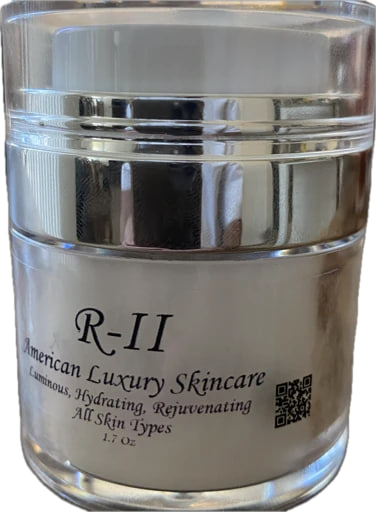 R-II
American Luxury Skincare
Luminous, Hydrating, Rejuvenating
All Skin Types
1.7 Oz